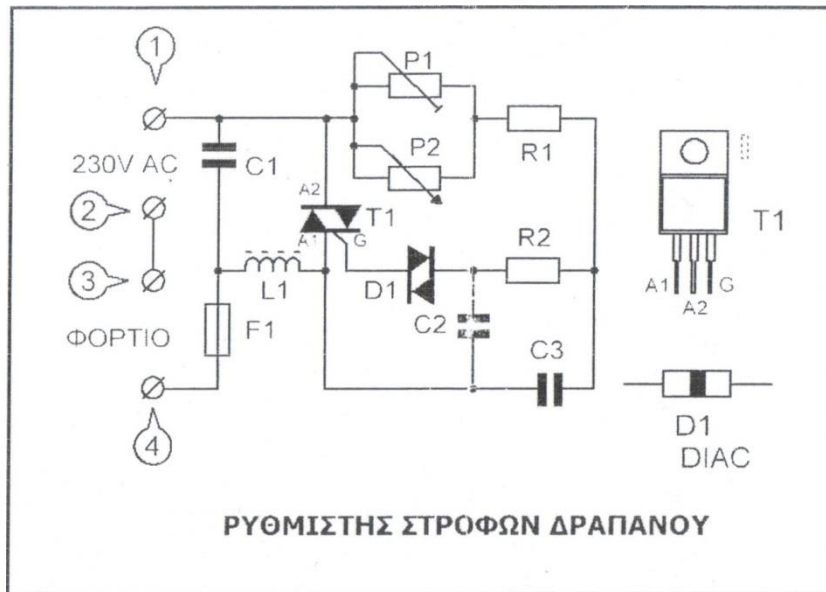 1
P1
P2
R1
230V AC
C1
A2
T1
A1
G
2
R2
T1
3
L1
D1
A1
G
A2
C2
ΦΟΡΤΙΟ
F1
C3
4
D1
DIAC
ΡΥΘΜΙΣΤΗΣ ΣΤΡΟΦΩΝ ΔΡΑΠΑΝΟΥ